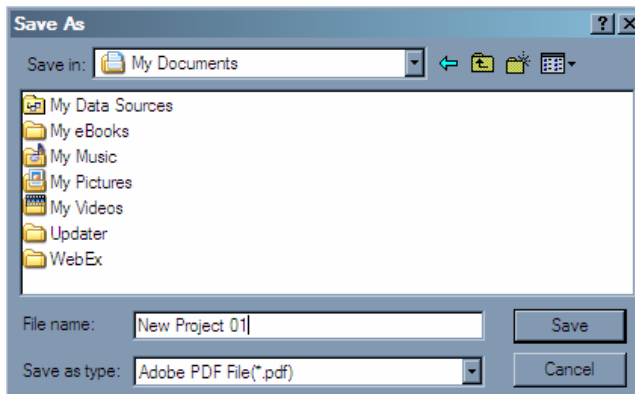 Save As
Save in: My Documents
My Data Sources
My eBooks
My Music
My Pictures
My Videos
Updater
WebEx
File name: New Project 01 Save
Save as type: Adobe PDF File(*.pdf) Cancel